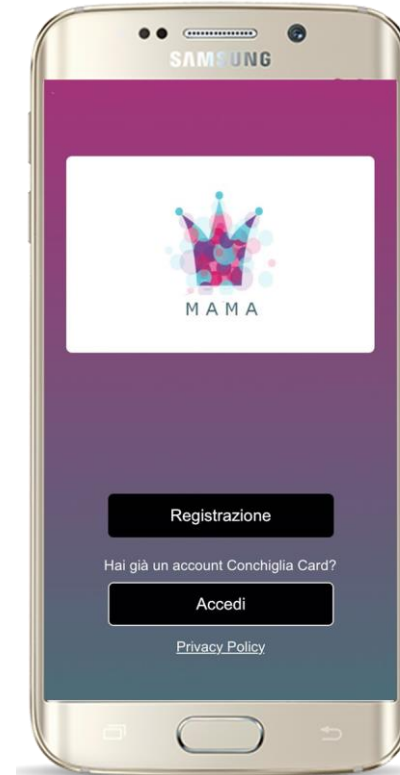 SAMSUNG
MAMA
Registrazione
Hai già un account Conchiglia Card?
Accedi
Privacy Policy